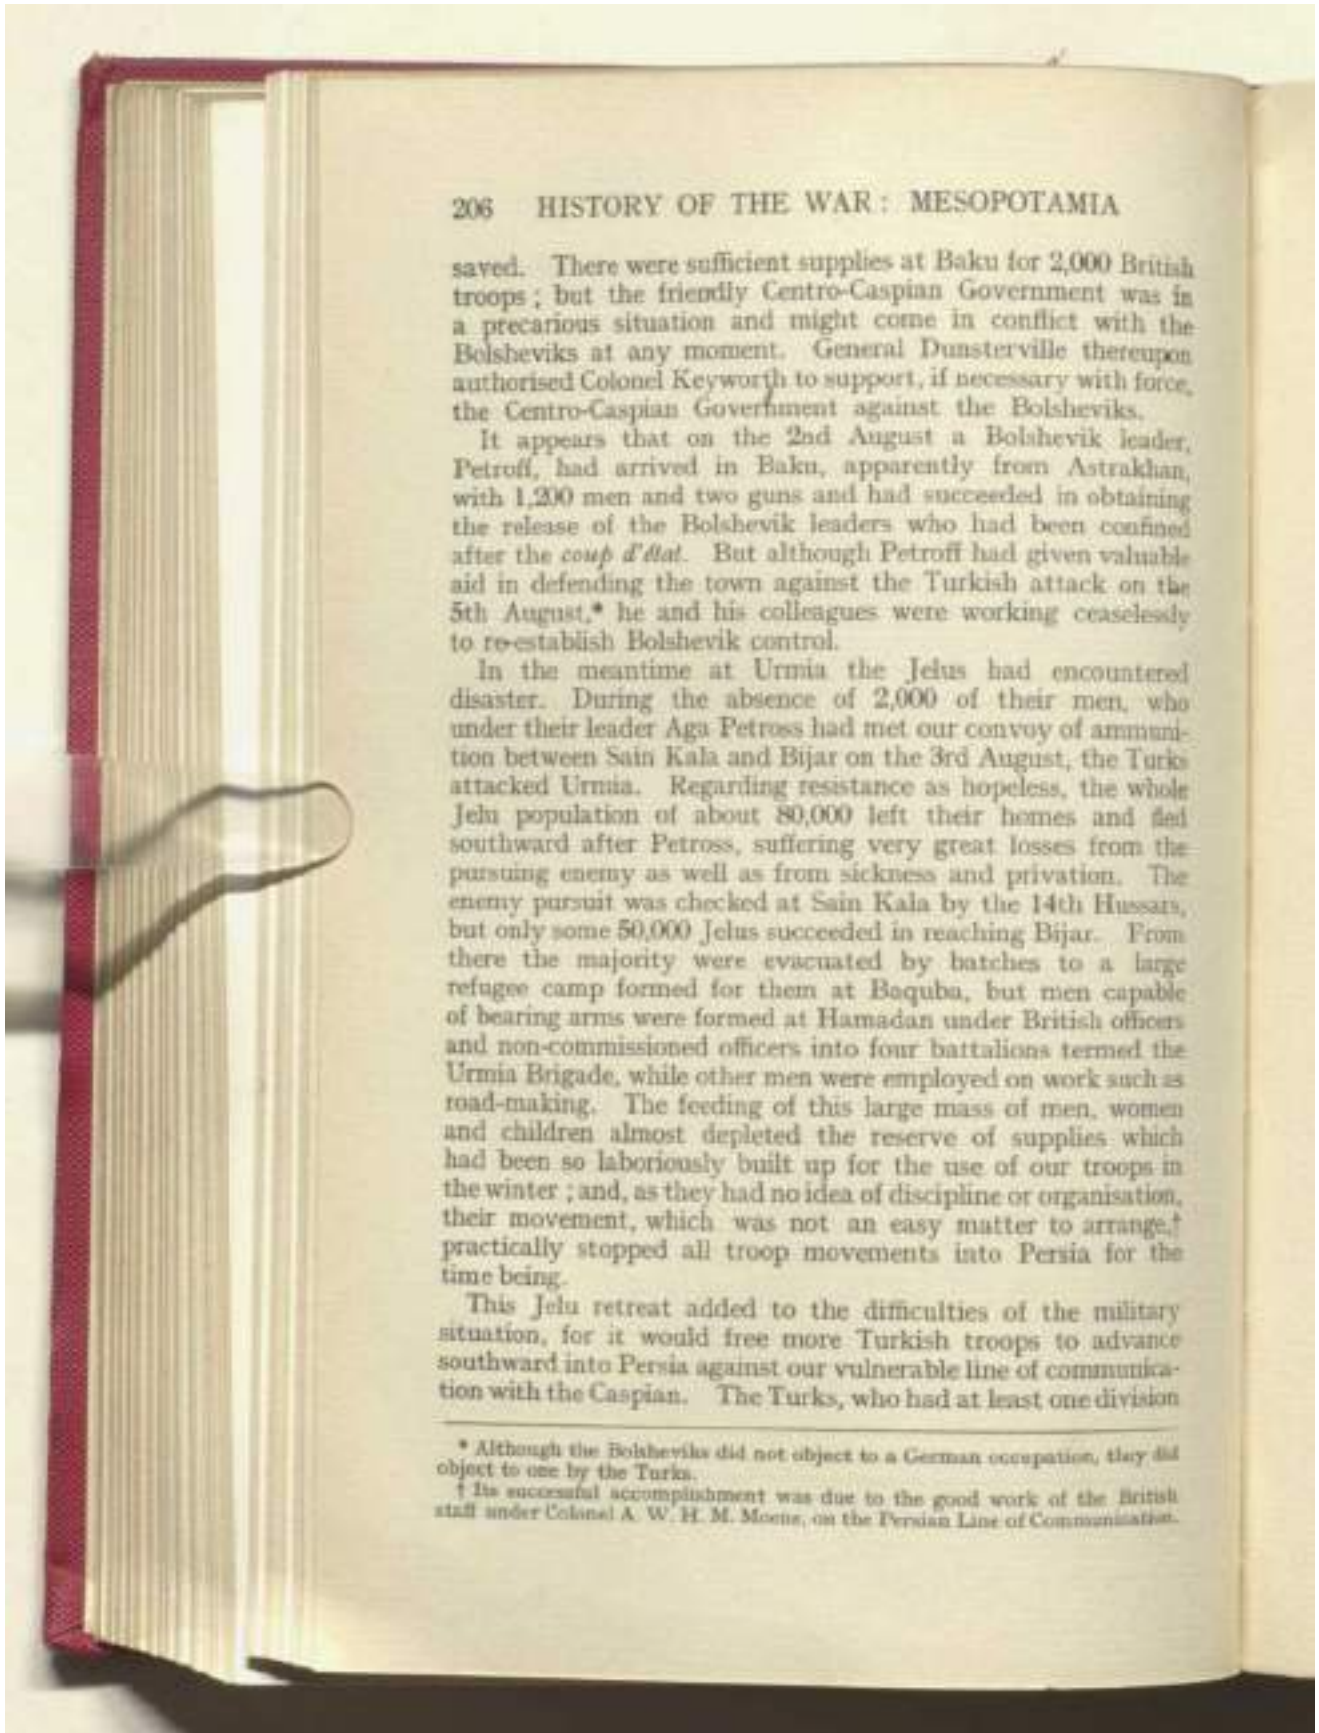 206 HISTORY OF THE WAR: MESOPOTAMIA
saved. There were sufficient supplies at Baku for 2,000 British
troops; but the friendly Centro-Caspian Government was in
a precarious situation and might come in conflict with the
Bolsheviks at any moment. General Dunsterville thereupon
authorised Colonel Keyworth to support, if necessary with force,
the Centro-Caspian Government against the Bolsheviks.
It appears that on the 2nd August a Bolshevik leader,
Petroff, had arrived in Baku, apparently from Astrakhan,
with 1,200 men and two guns and had succeeded in obtaining
the release of the Bolshevik leaders who had been confined
after the coup d'état. But although Petroff had given valuable
aid in defending the town against the Turkish attack on the
5th August,* he and his colleagues were working ceaselessly
to re-establish Bolshevik control.
In the meantime at Urmia the Jelus had encountered
disaster. During the absence of 2,000 of their men, who
under their leader Aga Petross had met our convoy of ammuni-
tion between Sain Kala and Bijar on the 3rd August, the Turks
attacked Urmia. Regarding resistance as hopeless, the whole
Jelu population of about 80,000 left their homes and fled
southward after Petross, suffering very great losses from the
pursuing enemy as well as from sickness and privation. The
enemy pursuit was checked at Sain Kala by the 14th Hussars,
but only some 50,000 Jelus succeeded in reaching Bijar. From
there the majority were evacuated by batches to a large
refugee camp formed for them at Baquba, but men capable
of bearing arms were formed at Hamadan under British officers
and non-commissioned officers into four battalions termed the
Urmia Brigade, while other men were employed on work such as
road-making. The feeding of this large mass of men, women
and children almost depleted the reserve of supplies which
had been so laboriously built up for the use of our troops in
the winter; and, as they had no idea of discipline or organisation,
their movement, which was not an easy matter to arrange,†
practically stopped all troop movements into Persia for the
time being.
This Jelu retreat added to the difficulties of the military
situation, for it would free more Turkish troops to advance
southward into Persia against our vulnerable line of communica-
tion with the Caspian. The Turks, who had at least one division
* Although the Bolsheviks did not object to a German occupation, they did
object to one by the Turks.
† Its successful accomplishment was due to the good work of the British
staff under Colonel A. W. H. M. Moens, on the Persian Line of Communication.